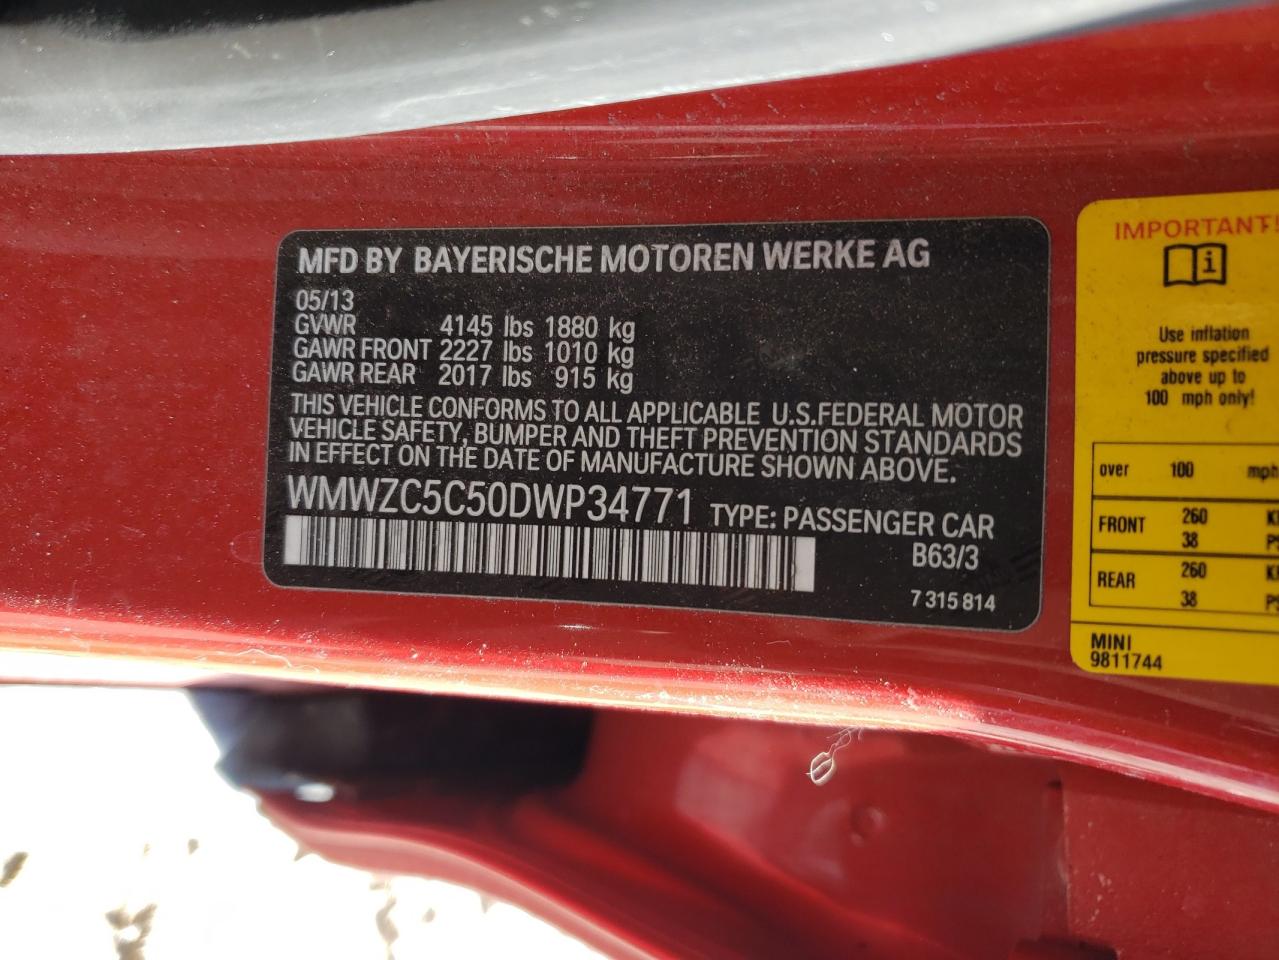 MFD BY BAYERISCHE MOTOREN WERKE AG
05/13
GVWR 4145 lbs 1880 kg
GAWR FRONT 2227 lbs 1010 kg
GAWR REAR 2017 lbs 915 kg
THIS VEHICLE CONFORMS TO ALL APPLICABLE U.S.FEDERAL MOTOR
VEHICLE SAFETY, BUMPER AND THEFT PREVENTION STANDARDS
IN EFFECT ON THE DATE OF MANUFACTURE SHOWN ABOVE.
WMWZC5C50DWP34771 TYPE: PASSENGER CAR
B63/3
7 315 814
IMPORTANT!
i
Use inflation
pressure specified
above up to
100 mph only!
over 100 mph
FRONT 260
38
REAR 260
38
MINI
9811744